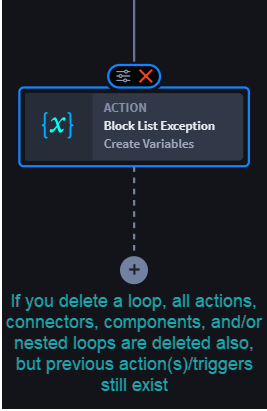 ACTION
{x}
Block List Exception
Create Variables
If you delete a loop, all actions,
connectors, components, and/or
nested loops are deleted also,
but previous action(s)/triggers
still exist